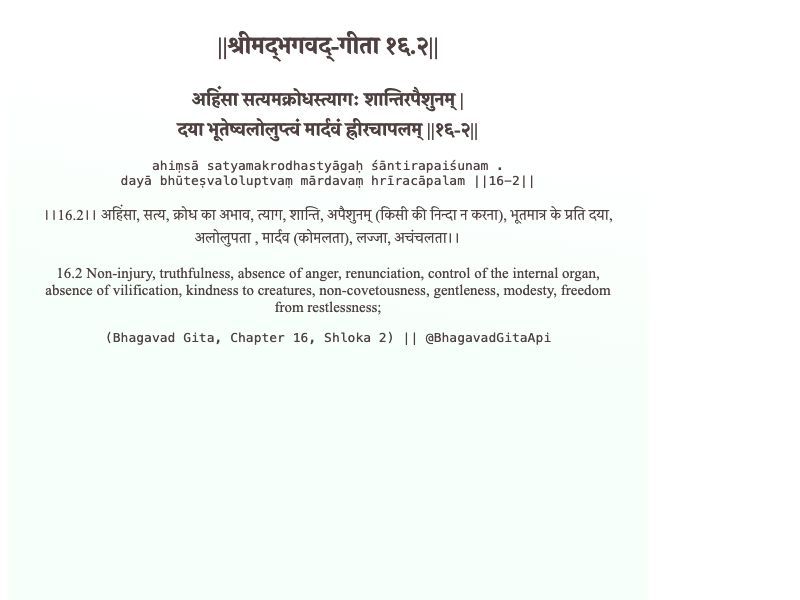 ||श्रीमद्‍भगवद्‍-गीता १६.२||
अहिंसा सत्यमक्रोधस्त्यागः शान्तिरपैशुनम् |
दया भूतेष्वलोलुप्त्वं मार्दवं ह्रीरचापलम् ||१६-२||
ahiṃsā satyamakrodhastyāgaḥ śāntirapaiśunam .
dayā bhūteṣvaloluptvaṃ mārdavaṃ hrīracāpalam ||16-2||
।।16.2।। अहिंसा, सत्य, क्रोध का अभाव, त्याग, शान्ति, अपैशुनम् (किसी की निन्दा न करना), भूतमात्र के प्रति दया,
अलोलुपता , मार्दव (कोमलता), लज्जा, अचंचलता।।
16.2 Non-injury, truthfulness, absence of anger, renunciation, control of the internal organ,
absence of vilification, kindness to creatures, non-covetousness, gentleness, modesty, freedom
from restlessness;
(Bhagavad Gita, Chapter 16, Shloka 2) || @BhagavadGitaApi